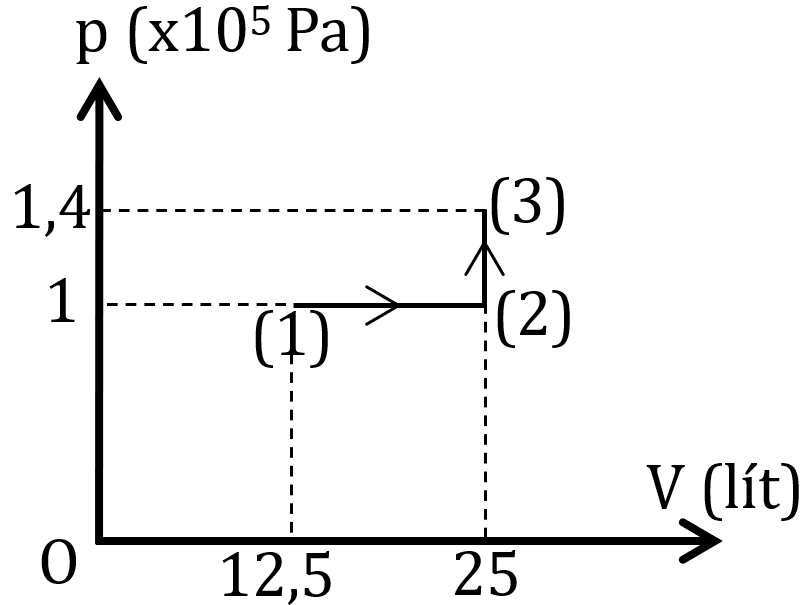 p (x10⁵ Pa)
1,4
(3)
1
(1)
(2)
V (lít)
O
12,5
25